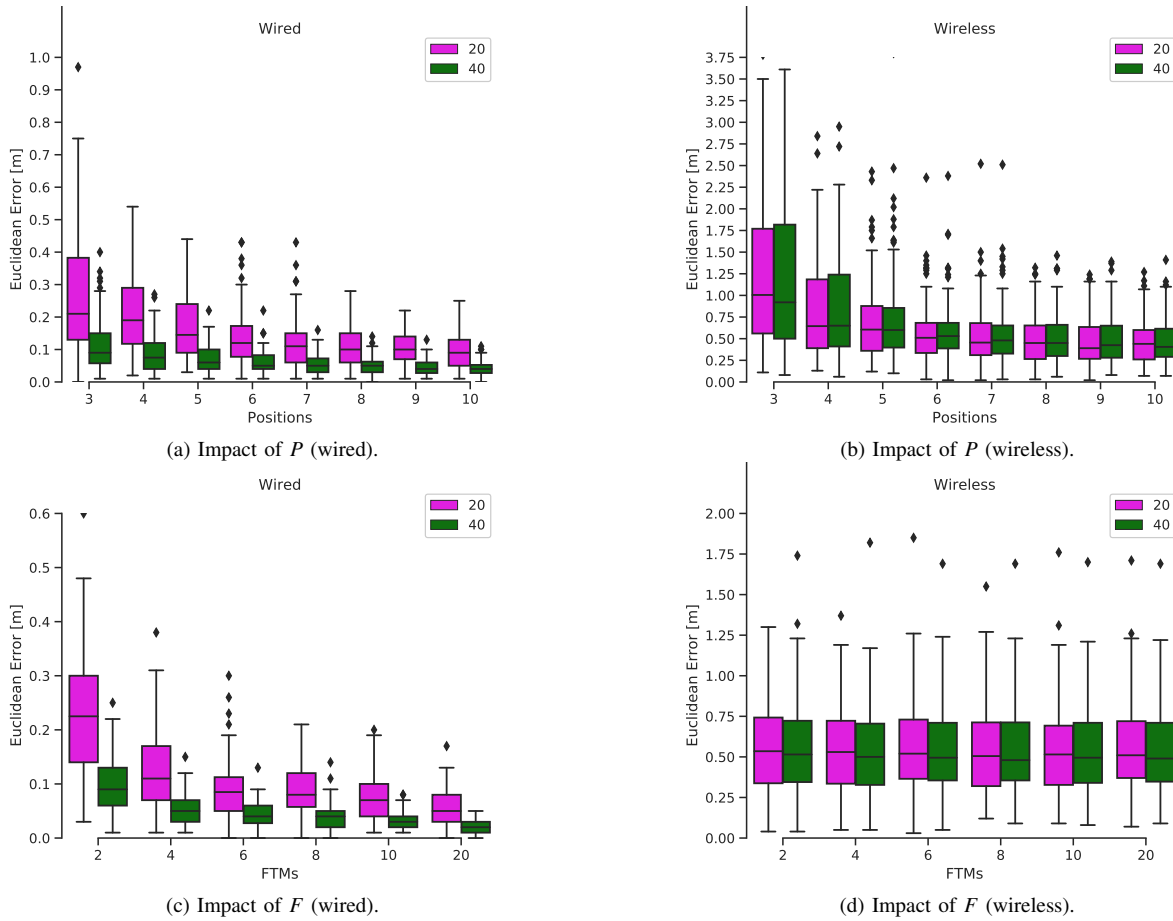 Wired
20
40
Euclidean Error [m]
1.0
0.9
0.8
0.7
0.6
0.5
0.4
0.3
0.2
0.1
0.0
3 4 5 6 7 8 9 10
Positions
(a) Impact of P (wired).
Wireless
20
40
Euclidean Error [m]
3.75
3.50
3.25
3.00
2.75
2.50
2.25
2.00
1.75
1.50
1.25
1.00
0.75
0.50
0.25
0.00
3 4 5 6 7 8 9 10
Positions
(b) Impact of P (wireless).
Wired
20
40
Euclidean Error [m]
0.6
0.5
0.4
0.3
0.2
0.1
0.0
2 4 6 8 10 20
FTMs
(c) Impact of F (wired).
Wireless
20
40
Euclidean Error [m]
2.00
1.75
1.50
1.25
1.00
0.75
0.50
0.25
0.00
2 4 6 8 10 20
FTMs
(d) Impact of F (wireless).